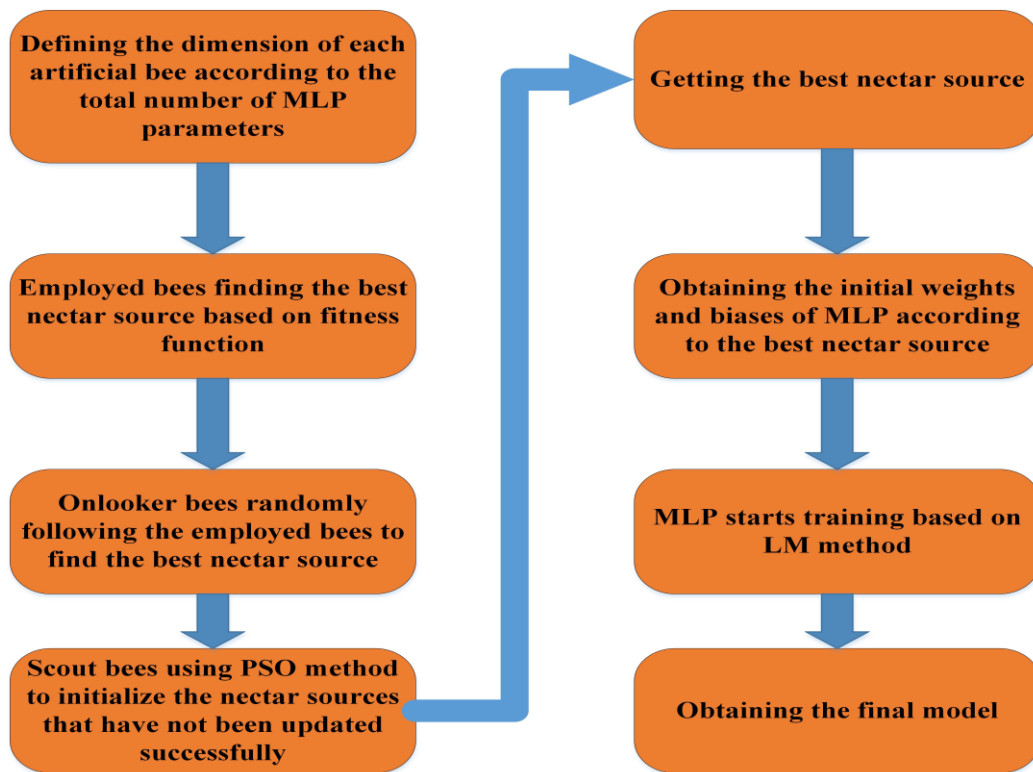 Defining the dimension of each
artificial bee according to the
total number of MLP
parameters
Employed bees finding the best
nectar source based on fitness
function
Onlooker bees randomly
following the employed bees to
find the best nectar source
Scout bees using PSO method
to initialize the nectar sources
that have not been updated
successfully
Getting the best nectar source
Obtaining the initial weights
and biases of MLP according
to the best nectar source
MLP starts training based on
LM method
Obtaining the final model